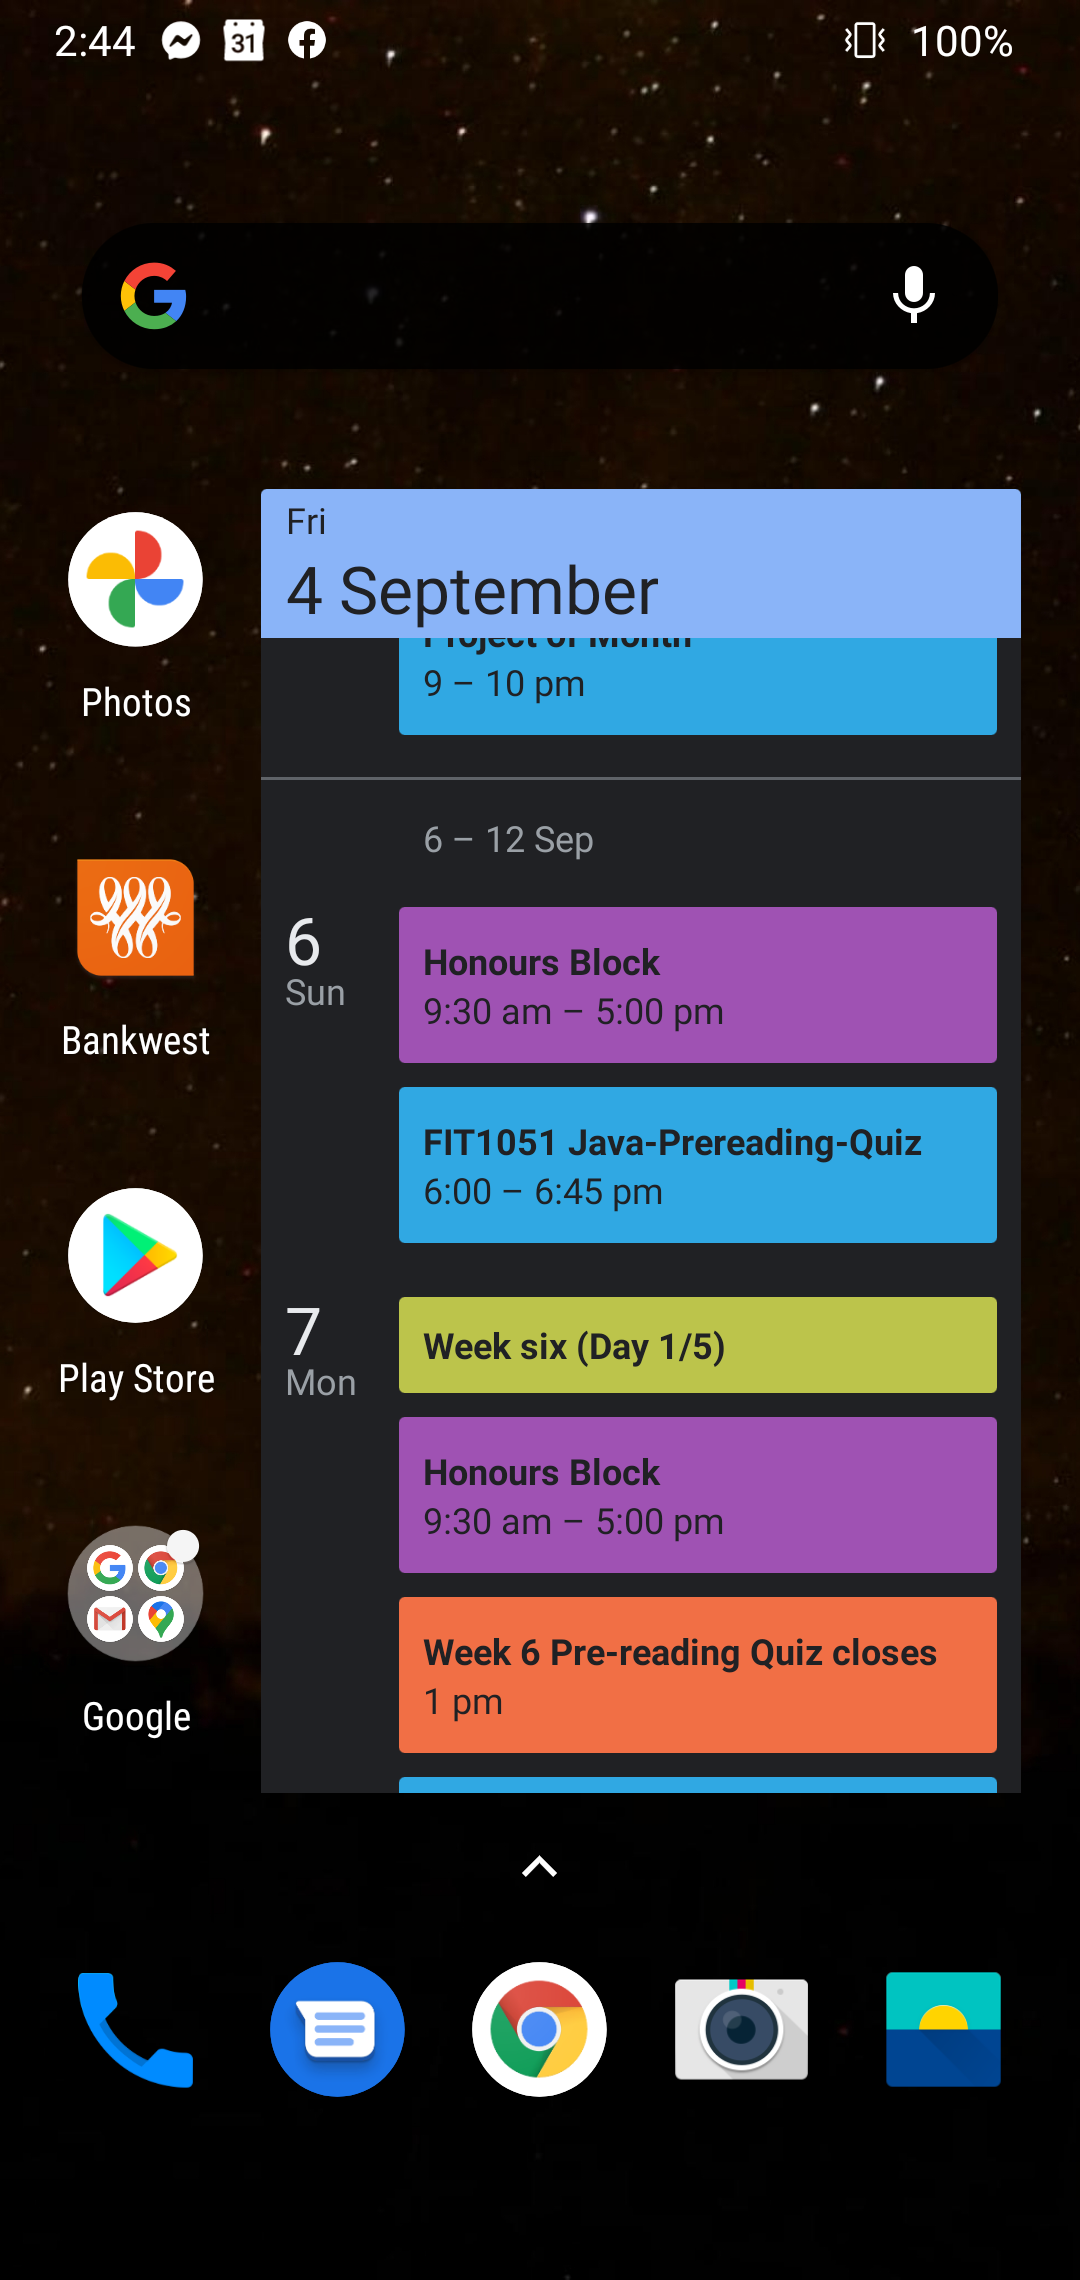 2:44
31
100%
Fri
4 September
Project of Month
9 – 10 pm
6 – 12 Sep
6
Sun
Honours Block
9:30 am – 5:00 pm
FIT1051 Java-Prereading-Quiz
6:00 – 6:45 pm
7
Mon
Week six (Day 1/5)
Honours Block
9:30 am – 5:00 pm
Week 6 Pre-reading Quiz closes
1 pm
Photos
Bankwest
Play Store
Google